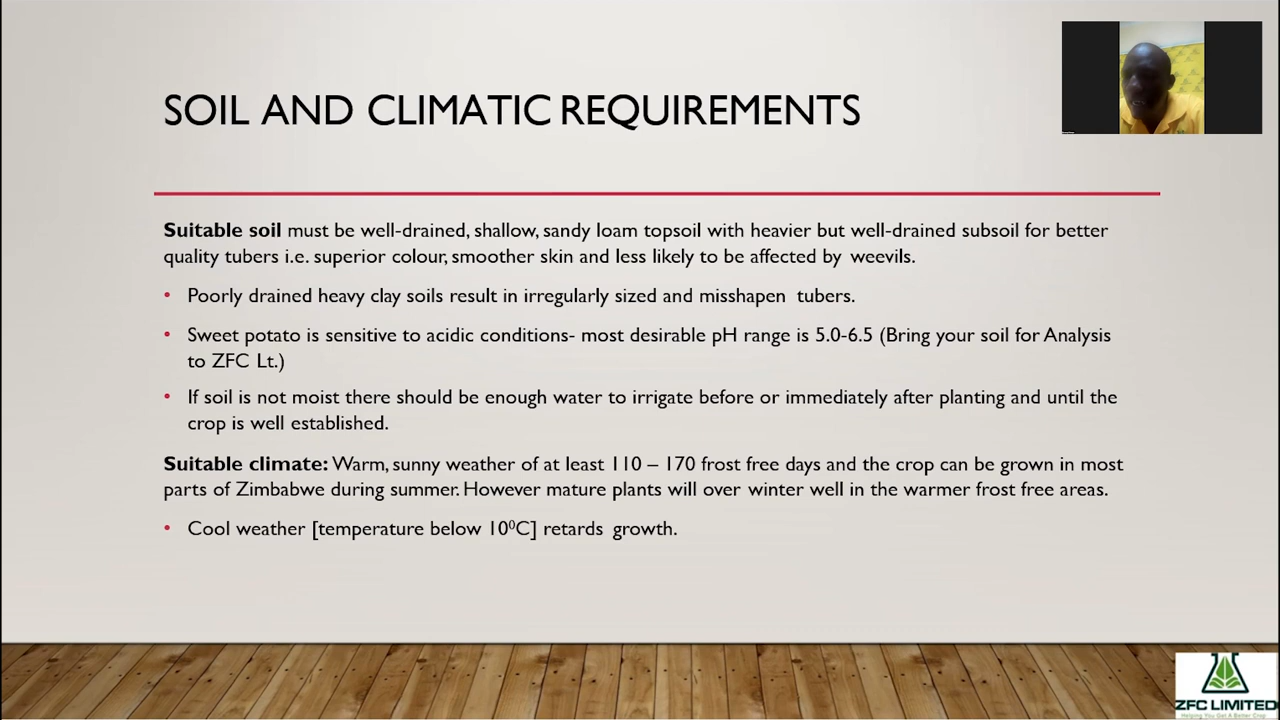 SOIL AND CLIMATIC REQUIREMENTS
Suitable soil must be well-drained, shallow, sandy loam topsoil with heavier but well-drained subsoil for better
quality tubers i.e. superior colour, smoother skin and less likely to be affected by weevils.
• Poorly drained heavy clay soils result in irregularly sized and misshapen tubers.
• Sweet potato is sensitive to acidic conditions- most desirable pH range is 5.0-6.5 (Bring your soil for Analysis
to ZFC Lt.)
• If soil is not moist there should be enough water to irrigate before or immediately after planting and until the
crop is well established.
Suitable climate: Warm, sunny weather of at least 110 – 170 frost free days and the crop can be grown in most
parts of Zimbabwe during summer. However mature plants will over winter well in the warmer frost free areas.
• Cool weather [temperature below 10⁰C] retards growth.
ZFC LIMITED
Helping You Get A Better Crop